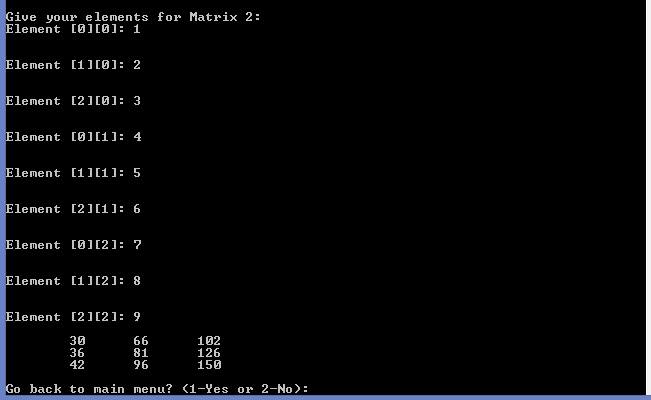 Give your elements for Matrix 2:
Element [0][0]: 1
Element [1][0]: 2
Element [2][0]: 3
Element [0][1]: 4
Element [1][1]: 5
Element [2][1]: 6
Element [0][2]: 7
Element [1][2]: 8
Element [2][2]: 9
30 66 102
36 81 126
42 96 150
Go back to main menu? (1-Yes or 2-No):